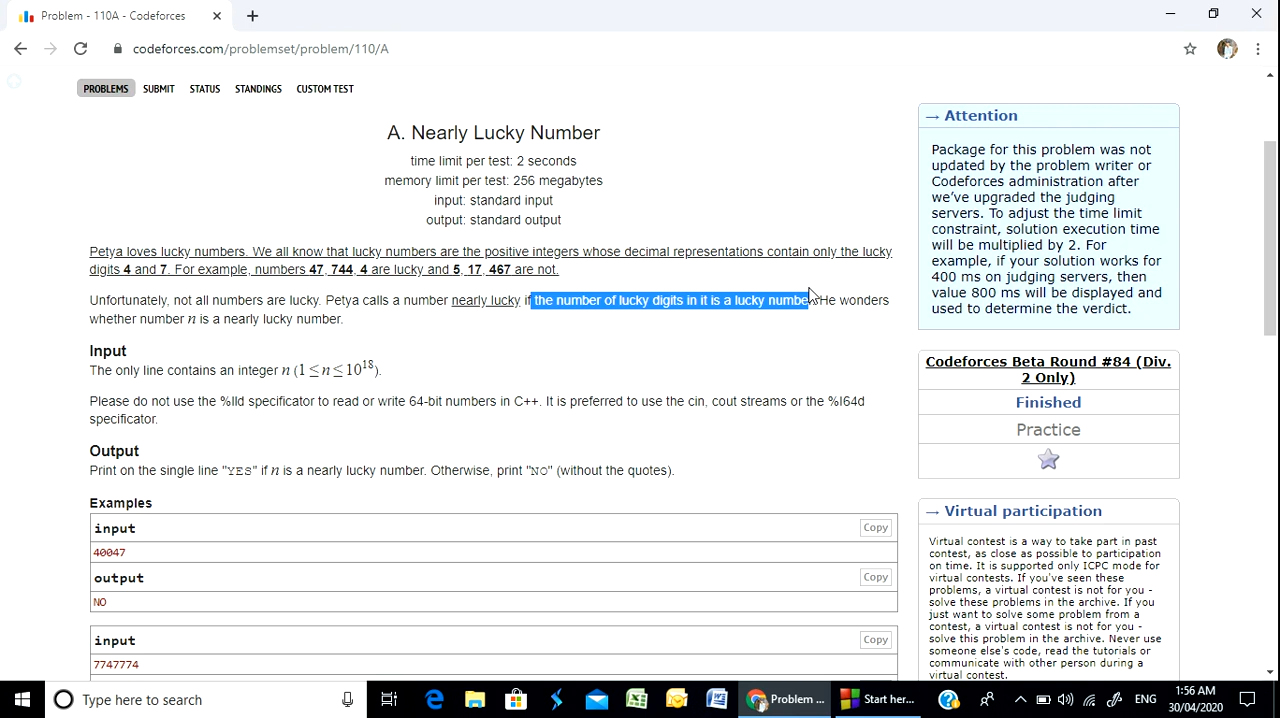 Problem - 110A - Codeforces
codeforces.com/problemset/problem/110/A
PROBLEMS SUBMIT STATUS STANDINGS CUSTOM TEST
A. Nearly Lucky Number
time limit per test: 2 seconds
memory limit per test: 256 megabytes
input: standard input
output: standard output
Petya loves lucky numbers. We all know that lucky numbers are the positive integers whose decimal representations contain only the lucky
digits 4 and 7. For example, numbers 47, 744, 4 are lucky and 5, 17, 467 are not.
Unfortunately, not all numbers are lucky. Petya calls a number nearly lucky if the number of lucky digits in it is a lucky number. He wonders
whether number n is a nearly lucky number.
Input
The only line contains an integer n (1 ≤ n ≤ 10^18).
Please do not use the %lld specificator to read or write 64-bit numbers in C++. It is preferred to use the cin, cout streams or the %I64d
specificator.
Output
Print on the single line "YES" if n is a nearly lucky number. Otherwise, print "NO" (without the quotes).
Examples
input Copy
40047
output Copy
NO
input Copy
7747774
→ Attention
Package for this problem was not
updated by the problem writer or
Codeforces administration after
we've upgraded the judging
servers. To adjust the time limit
constraint, solution execution time
will be multiplied by 2. For
example, if your solution works for
400 ms on judging servers, then
value 800 ms will be displayed and
used to determine the verdict.
Codeforces Beta Round #84 (Div.
2 Only)
Finished
Practice
→ Virtual participation
Virtual contest is a way to take part in past
contest, as close as possible to participation
on time. It is supported only ICPC mode for
virtual contests. If you've seen these
problems, a virtual contest is not for you -
solve these problems in the archive. If you
just want to solve some problem from a
contest, a virtual contest is not for you -
solve this problem in the archive. Never use
someone else's code, read the tutorials or
communicate with other person during a
virtual contest.
Type here to search
Problem ...
Start her...
ENG
1:56 AM
30/04/2020